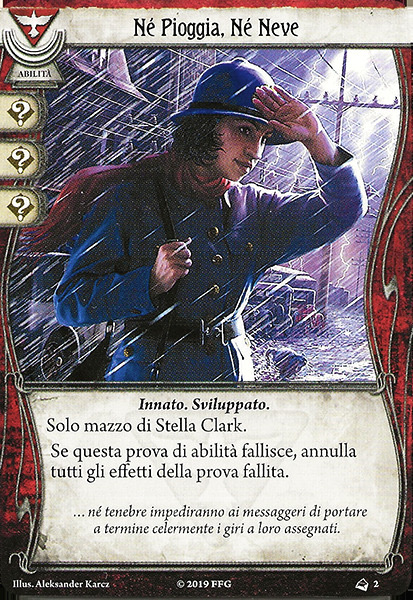 Né Pioggia, Né Neve
ABILITÀ
?
?
?
Innato. Sviluppato.
Solo mazzo di Stella Clark.
Se questa prova di abilità fallisce, annulla
tutti gli effetti della prova fallita.
... né tenebre impediranno ai messaggeri di portare
a termine celermente i giri a loro assegnati.
Illus. Aleksander Karcz
© 2019 FFG
2